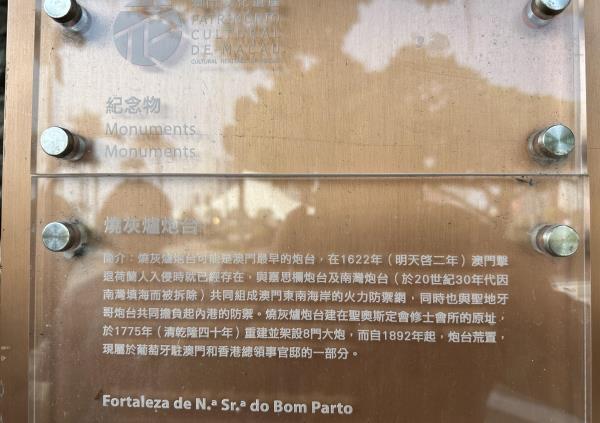 PATRIMÓNIO
CULTURAL
DE MACAU
CULTURAL HERITAGE OF MACAO
紀念物
Monuments
Monuments
燒灰爐炮台
簡介：燒灰爐炮台可能是澳門最早的炮台，在1622年（明天啓二年）澳門擊
退荷蘭人入侵時就已經存在，與嘉思欄炮台及南灣炮台（於20世紀30年代因
南灣填海而被拆除）共同組成澳門東南海岸的火力防禦網，同時也與聖地牙
哥炮台共同擔負起內港的防禦。燒灰爐炮台建在聖奧斯定會修士會所的原址，
於1775年（清乾隆四十年）重建並架設8門大炮，而自1892年起，炮台荒置，
現屬於葡萄牙駐澳門和香港總領事官邸的一部分。
Fortaleza de N.ª Sr.ª do Bom Parto